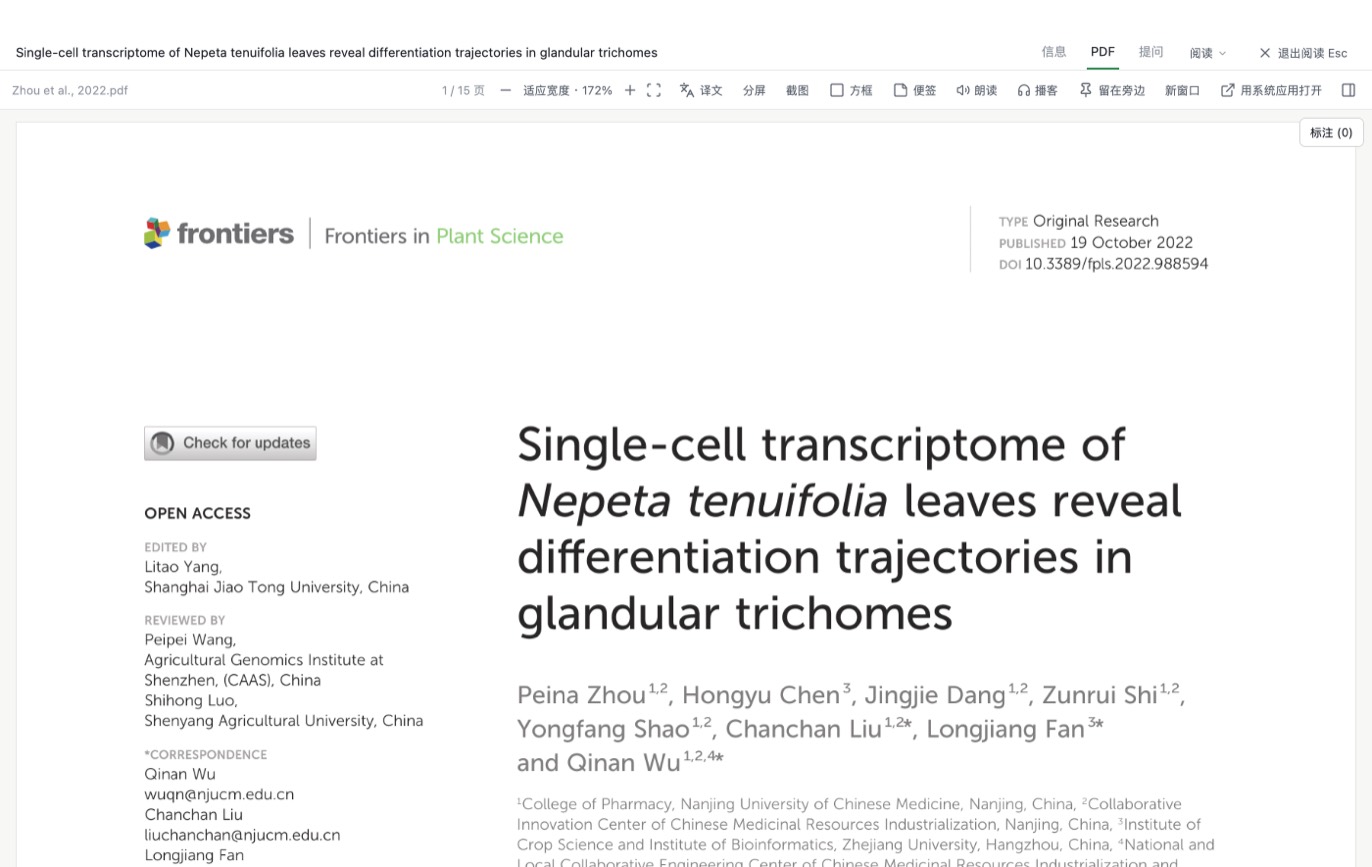 Single-cell transcriptome of Nepeta tenuifolia leaves reveal differentiation trajectories in glandular trichomes
信息 PDF 提问 阅读 退出阅读 Esc
Zhou et al., 2022.pdf
1 / 15 页 — 适应宽度 · 172% + 译文 分屏 截图 方框 便签 朗读 播客 留在旁边 新窗口 用系统应用打开
标注 (0)
frontiers | Frontiers in Plant Science
TYPE Original Research
PUBLISHED 19 October 2022
DOI 10.3389/fpls.2022.988594
Check for updates
OPEN ACCESS
EDITED BY
Litao Yang,
Shanghai Jiao Tong University, China
REVIEWED BY
Peipei Wang,
Agricultural Genomics Institute at
Shenzhen, (CAAS), China
Shihong Luo,
Shenyang Agricultural University, China
*CORRESPONDENCE
Qinan Wu
wuqn@njucm.edu.cn
Chanchan Liu
liuchanchan@njucm.edu.cn
Longjiang Fan
Single-cell transcriptome of
Nepeta tenuifolia leaves reveal
differentiation trajectories in
glandular trichomes
Peina Zhou1,2, Hongyu Chen3, Jingjie Dang1,2, Zunrui Shi1,2,
Yongfang Shao1,2, Chanchan Liu1,2*, Longjiang Fan3*
and Qinan Wu1,2,4*
1College of Pharmacy, Nanjing University of Chinese Medicine, Nanjing, China, 2Collaborative
Innovation Center of Chinese Medicinal Resources Industrialization, Nanjing, China, 3Institute of
Crop Science and Institute of Bioinformatics, Zhejiang University, Hangzhou, China, 4National and
Local Collaborative Engineering Center of Chinese Medicinal Resources Industrialization and